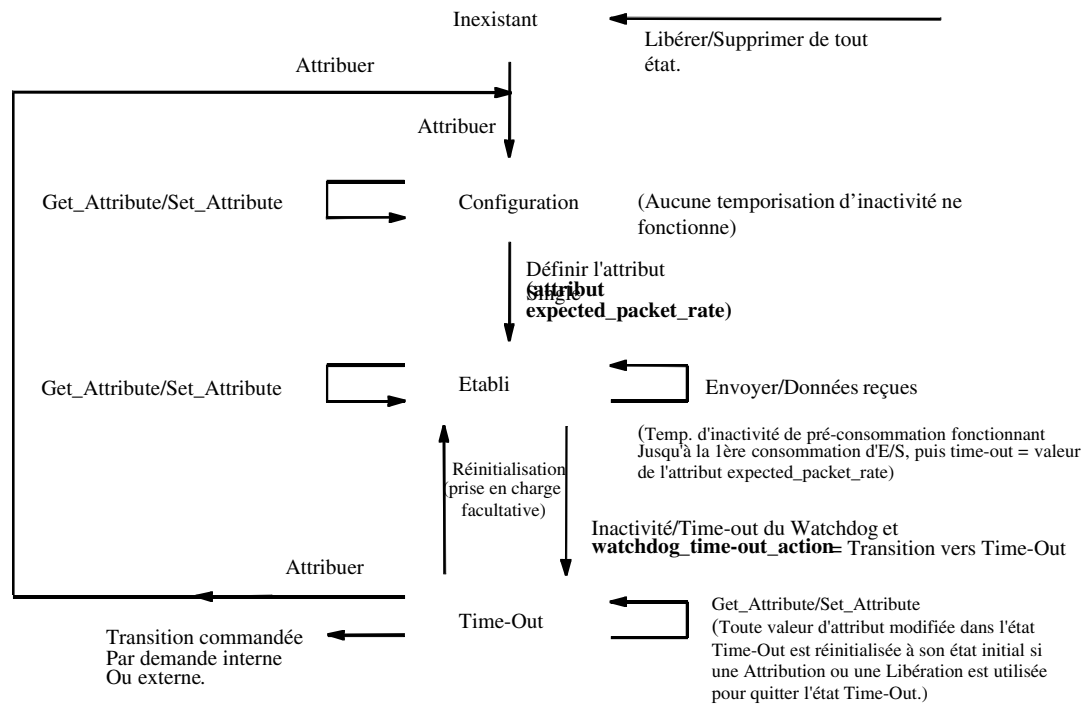 Inexistant
Libérer/Supprimer de tout
état.
Attribuer
Attribuer
Get_Attribute/Set_Attribute
Configuration
(Aucune temporisation d'inactivité ne
fonctionne)
Définir l'attribut
Single
(attribut
expected_packet_rate)
Get_Attribute/Set_Attribute
Etabli
Envoyer/Données reçues
(Temp. d'inactivité de pré-consommation fonctionnant
Jusqu'à la 1ère consommation d'E/S, puis time-out = valeur
de l'attribut expected_packet_rate)
Réinitialisation
(prise en charge
facultative)
Inactivité/Time-out du Watchdog et
watchdog_time-out_action = Transition vers Time-Out
Attribuer
Time-Out
Get_Attribute/Set_Attribute
(Toute valeur d'attribut modifiée dans l'état
Time-Out est réinitialisée à son état initial si
une Attribution ou une Libération est utilisée
pour quitter l'état Time-Out.)
Transition commandée
Par demande interne
Ou externe.